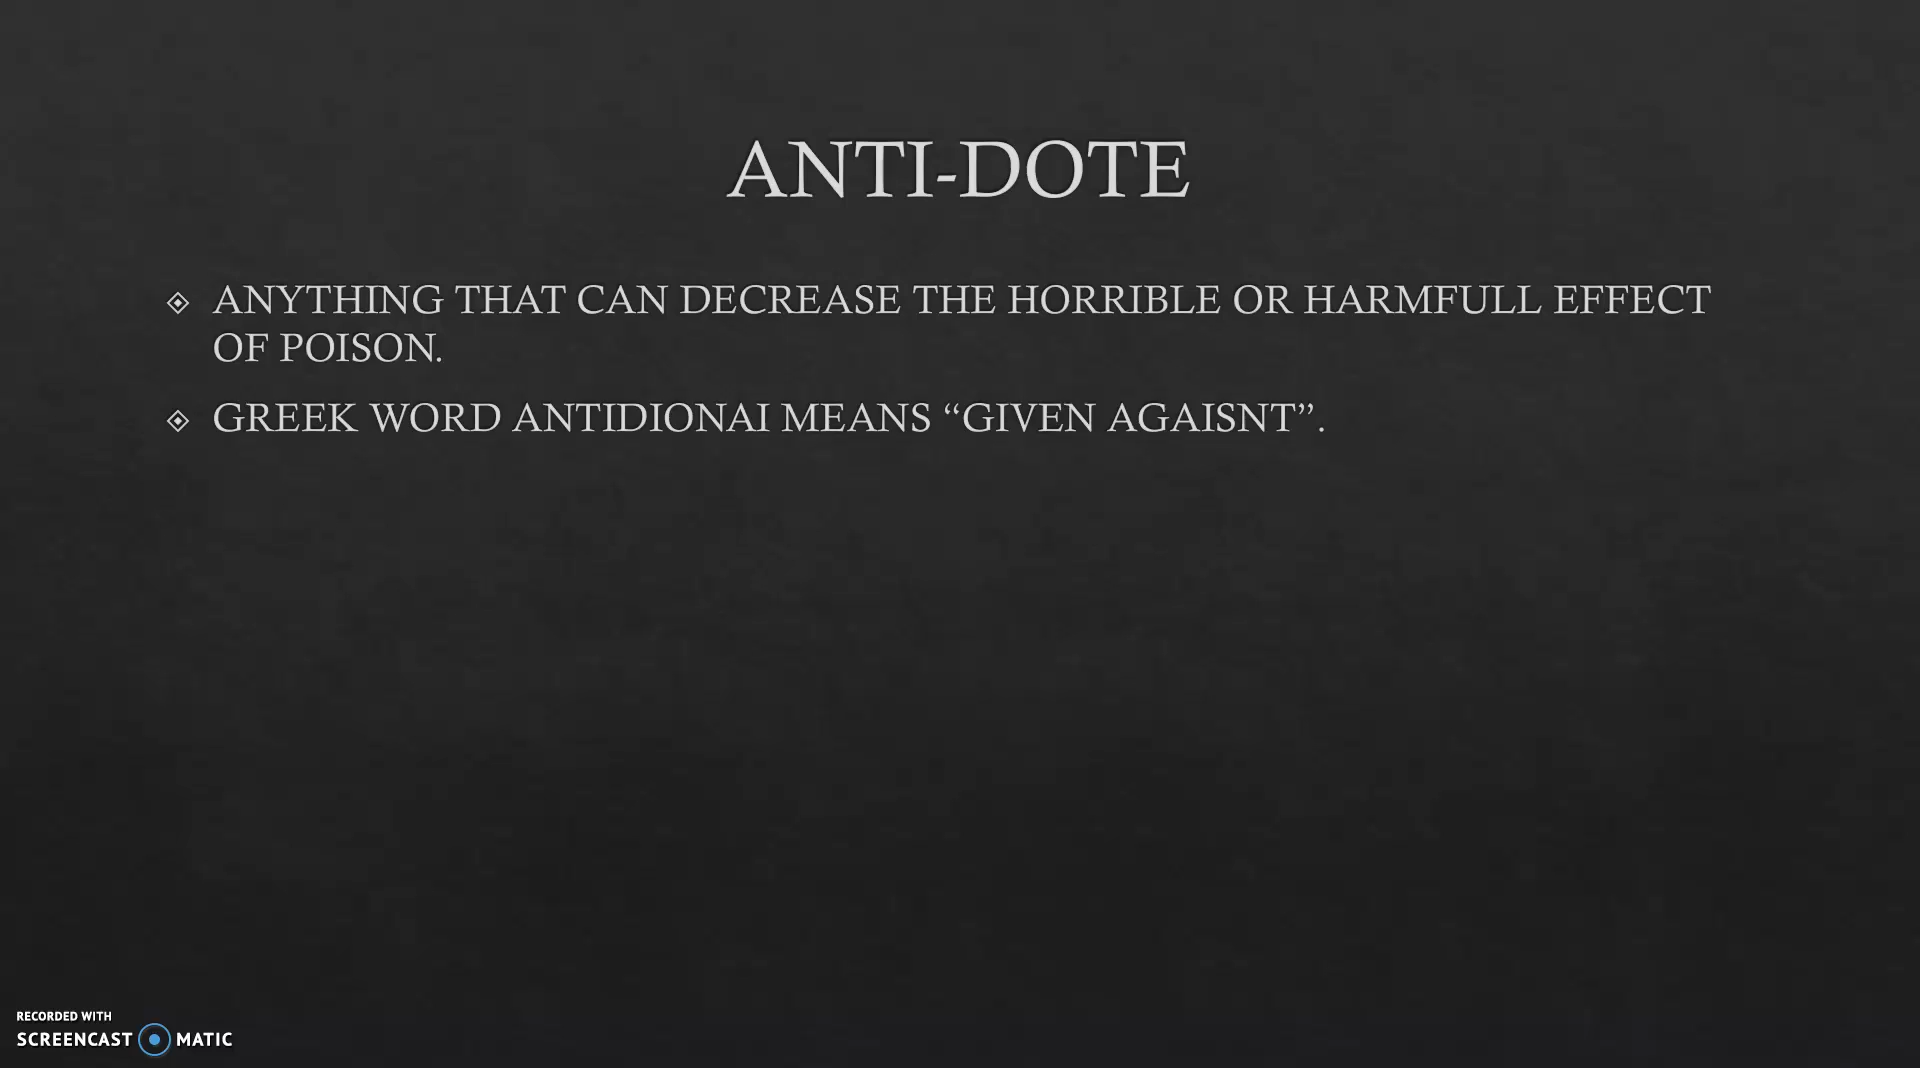 ANTI-DOTE
ANYTHING THAT CAN DECREASE THE HORRIBLE OR HARMFULL EFFECT
OF POISON.
GREEK WORD ANTIDIONAI MEANS “GIVEN AGAISNT”.
RECORDED WITH
SCREENCAST MATIC